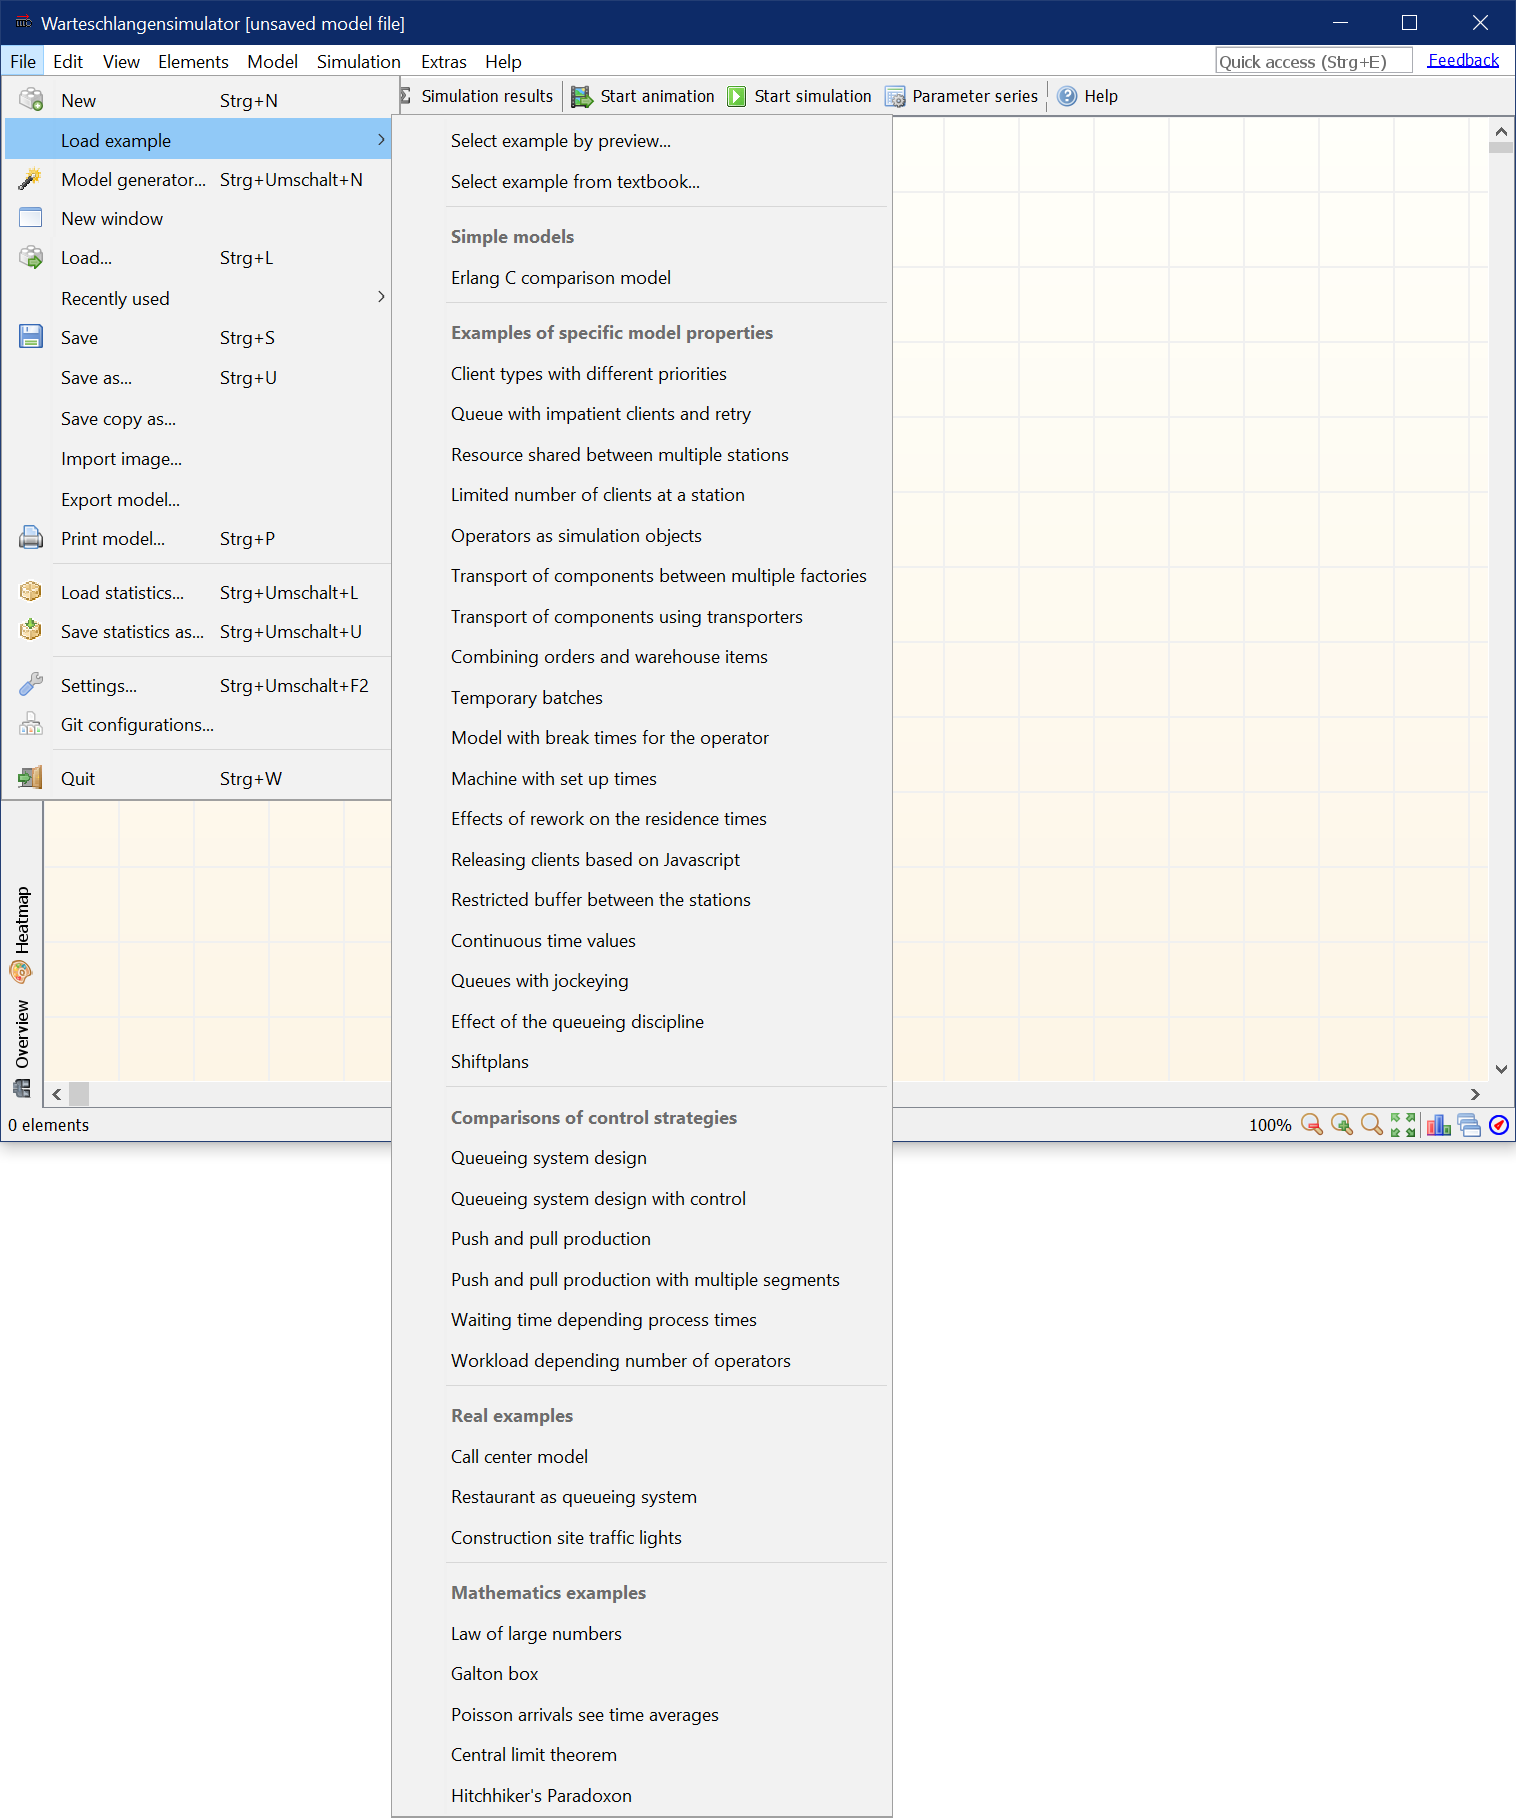 Warteschlangensimulator [unsaved model file]
File Edit View Elements Model Simulation Extras Help Quick access (Strg+E) Feedback
Simulation results Start animation Start simulation Parameter series Help
New Strg+N
Load example
Model generator... Strg+Umschalt+N
New window
Load... Strg+L
Recently used
Save Strg+S
Save as... Strg+U
Save copy as...
Import image...
Export model...
Print model... Strg+P
Load statistics... Strg+Umschalt+L
Save statistics as... Strg+Umschalt+U
Settings... Strg+Umschalt+F2
Git configurations...
Quit Strg+W
Select example by preview...
Select example from textbook...
Simple models
Erlang C comparison model
Examples of specific model properties
Client types with different priorities
Queue with impatient clients and retry
Resource shared between multiple stations
Limited number of clients at a station
Operators as simulation objects
Transport of components between multiple factories
Transport of components using transporters
Combining orders and warehouse items
Temporary batches
Model with break times for the operator
Machine with set up times
Effects of rework on the residence times
Releasing clients based on Javascript
Restricted buffer between the stations
Continuous time values
Queues with jockeying
Effect of the queueing discipline
Shiftplans
Comparisons of control strategies
Queueing system design
Queueing system design with control
Push and pull production
Push and pull production with multiple segments
Waiting time depending process times
Workload depending number of operators
Real examples
Call center model
Restaurant as queueing system
Construction site traffic lights
Mathematics examples
Law of large numbers
Galton box
Poisson arrivals see time averages
Central limit theorem
Hitchhiker's Paradoxon
Heatmap
Overview
0 elements
100%